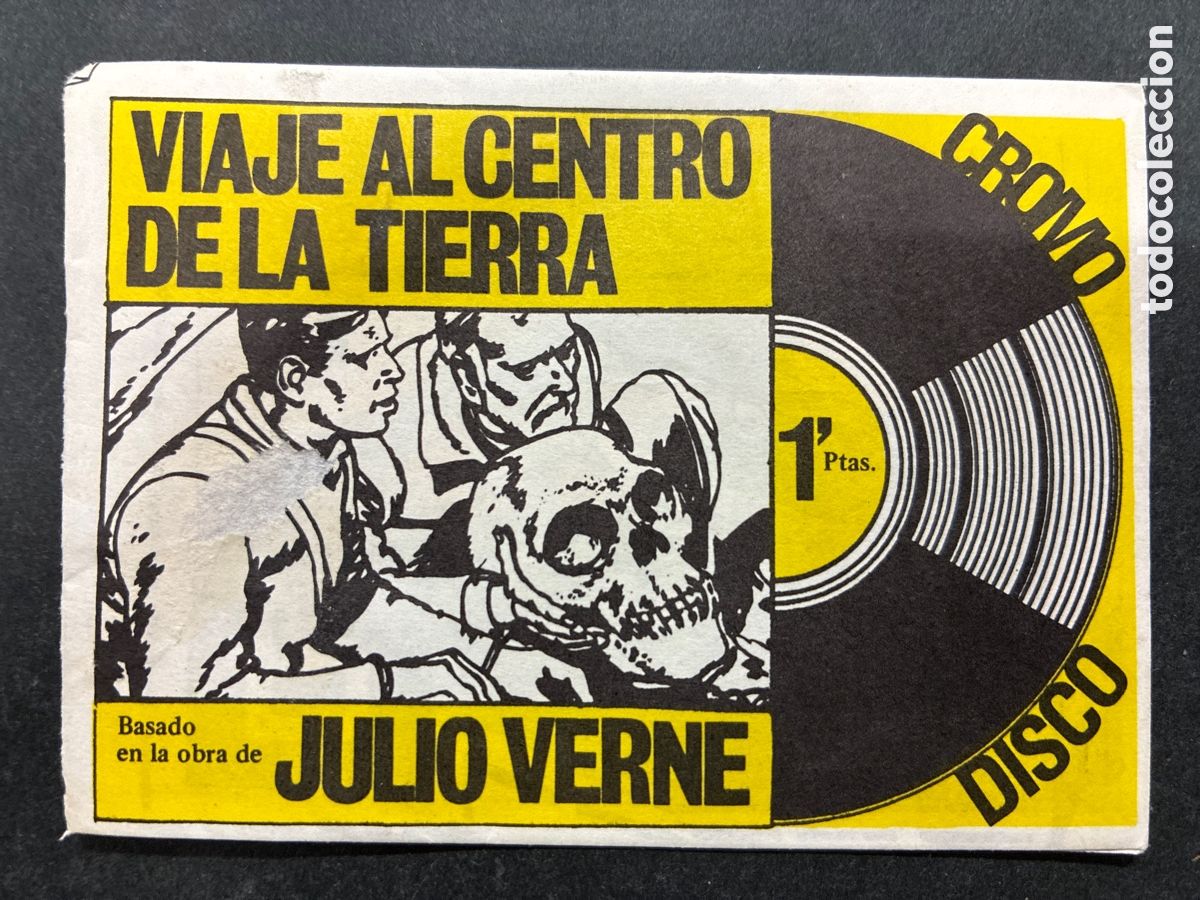 VIAJE AL CENTRO
DE LA TIERRA
CROMO
1' Ptas.
Basado
en la obra de
JULIO VERNE
DISCO
todocoleccion